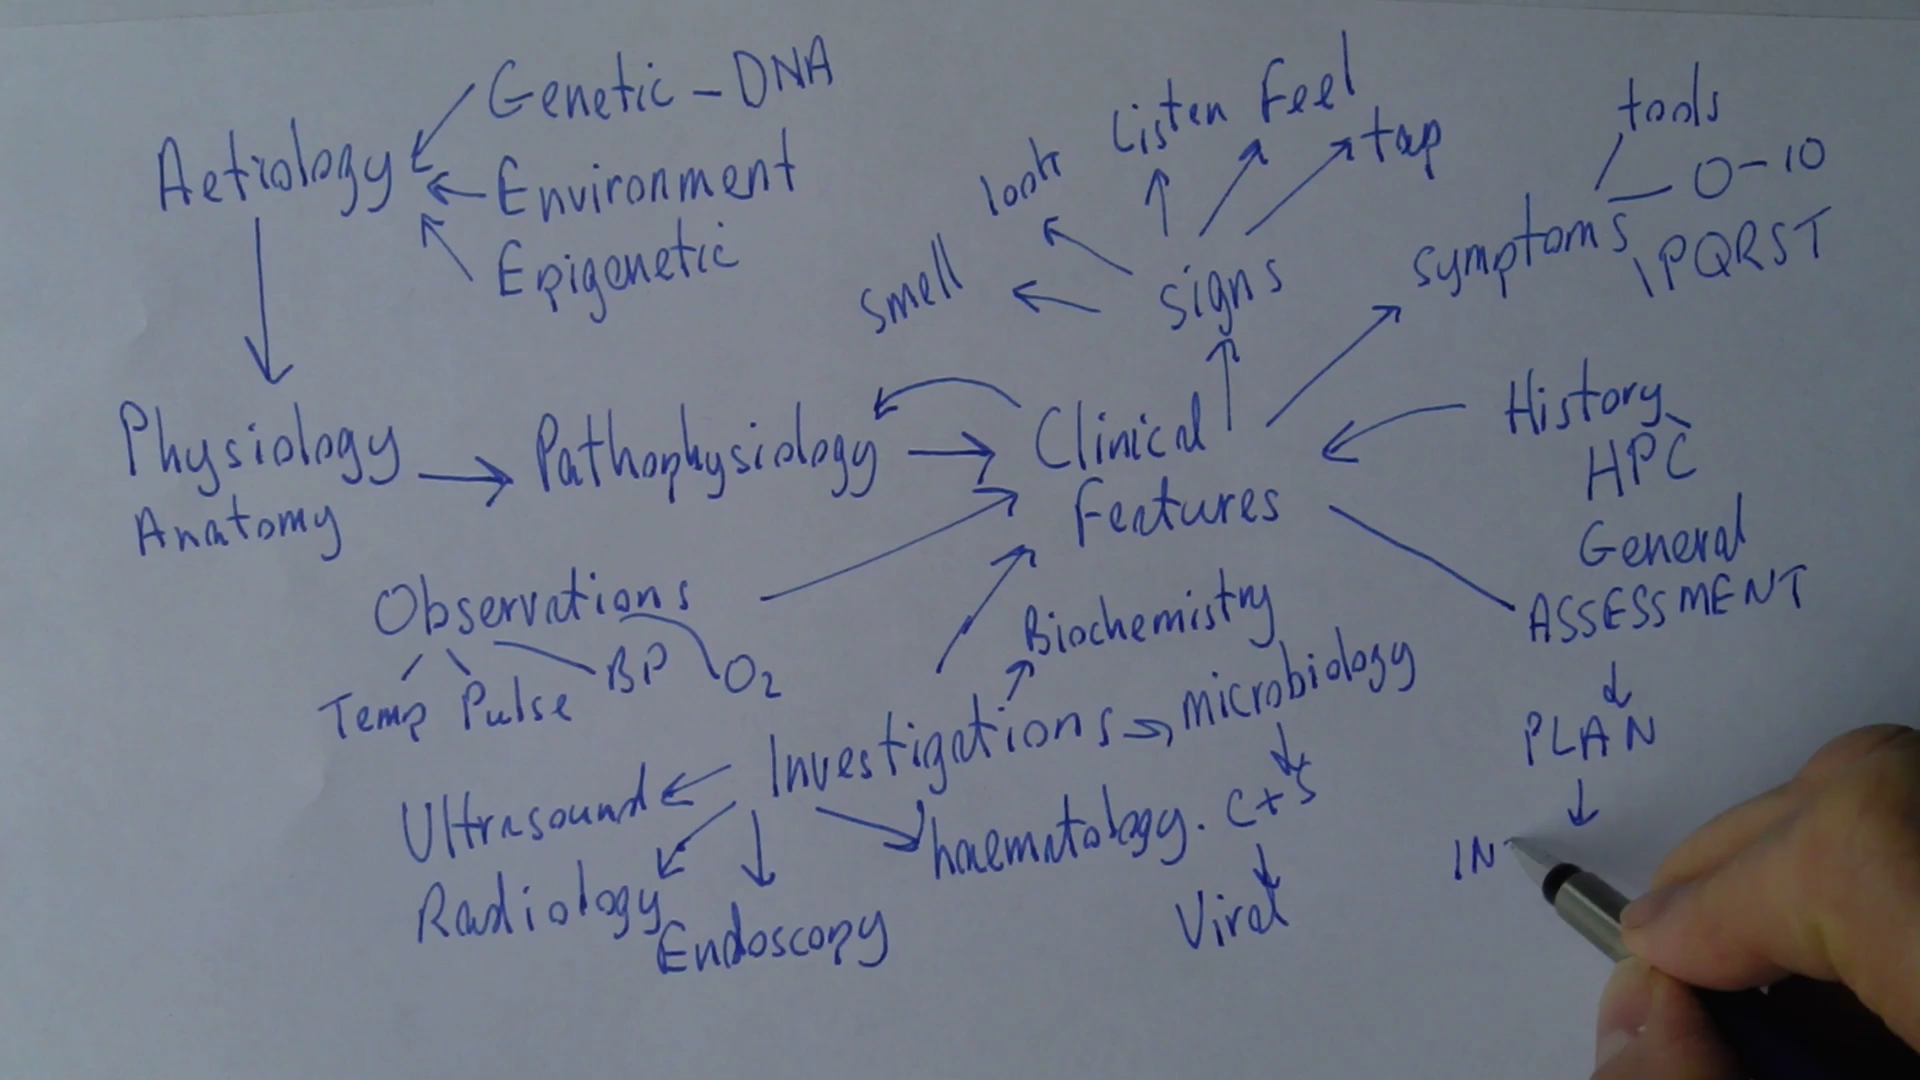 Aetiology
Genetic - DNA
Environment
Epigenetic
Physiology
Anatomy
Pathophysiology
Clinical
Features
Signs
Smell
look
Listen
Feel
tap
Symptoms
tools
0-10
PQRST
History
HPC
General
ASSESSMENT
PLAN
IN
Observations
Temp
Pulse
BP
O2
Investigations
Biochemistry
microbiology
C+S
Viral
haematology.
Endoscopy
Radiology
Ultrasound